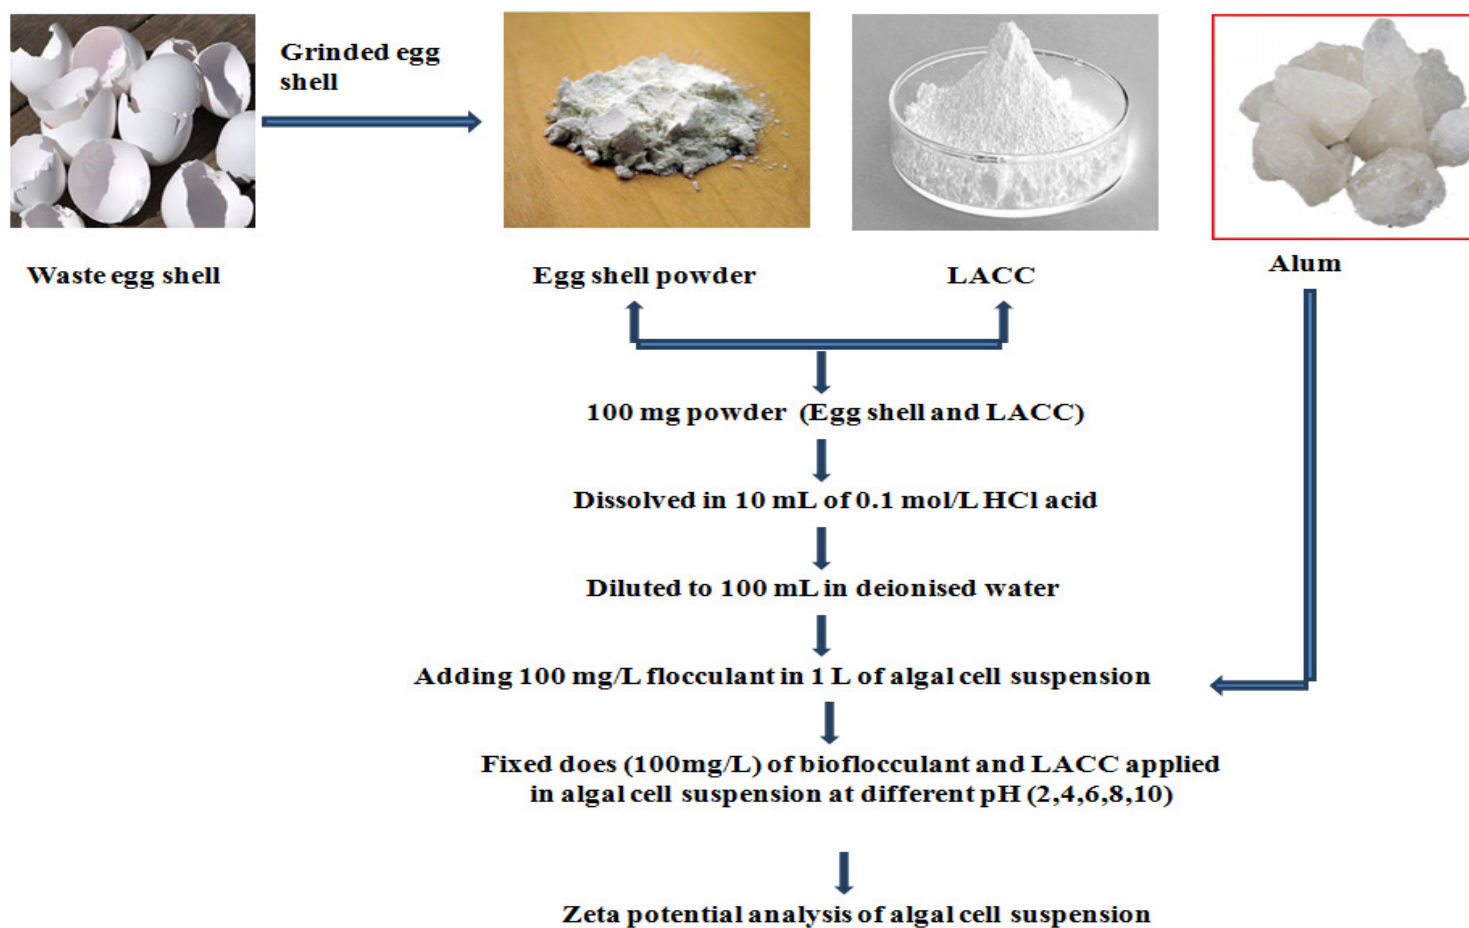 Grinded egg
shell
Waste egg shell
Egg shell powder
LACC
Alum
100 mg powder (Egg shell and LACC)
Dissolved in 10 mL of 0.1 mol/L HCl acid
Diluted to 100 mL in deionised water
Adding 100 mg/L flocculant in 1 L of algal cell suspension
Fixed does (100mg/L) of bioflocculant and LACC applied
in algal cell suspension at different pH (2,4,6,8,10)
Zeta potential analysis of algal cell suspension